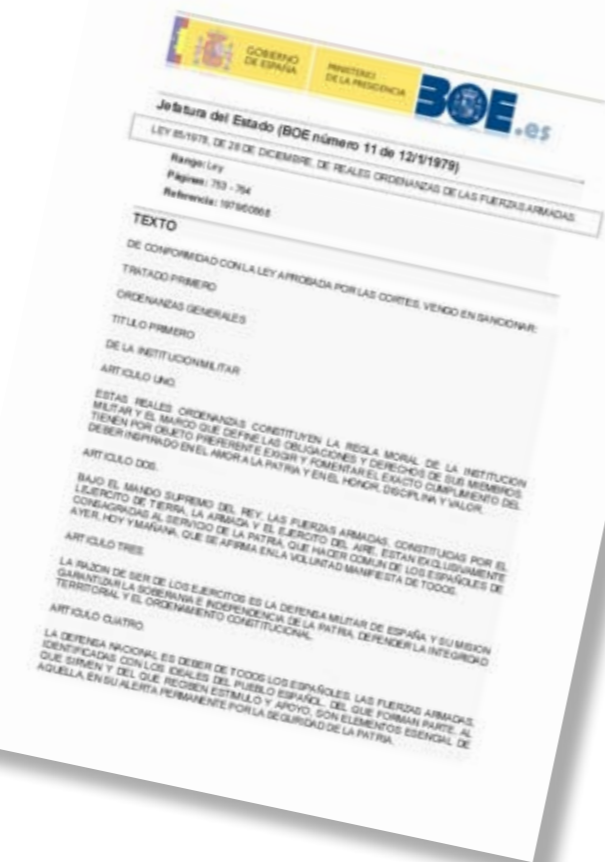 GOBIERNO
DE ESPAÑA
MINISTERIO
DE LA PRESIDENCIA
BOE.es
Jefatura del Estado (BOE número 11 de 12/1/1979)
LEY 85/1978, DE 28 DE DICIEMBRE, DE REALES ORDENANZAS DE LAS FUERZAS ARMADAS.
Rango: Ley
Páginas: 753 - 764
Referencia: 1979/00868
TEXTO
DE CONFORMIDAD CON LA LEY APROBADA POR LAS CORTES, VENGO EN SANCIONAR:
TRATADO PRIMERO
ORDENANZAS GENERALES
TITULO PRIMERO
DE LA INSTITUCION MILITAR
ARTICULO UNO.
ESTAS REALES ORDENANZAS CONSTITUYEN LA REGLA MORAL DE LA INSTITUCION
MILITAR Y EL MARCO QUE DEFINE LAS OBLIGACIONES Y DERECHOS DE SUS MIEMBROS.
TIENEN POR OBJETO PREFERENTE EXIGIR Y FOMENTAR EL EXACTO CUMPLIMIENTO DEL
DEBER INSPIRADO EN EL AMOR A LA PATRIA Y EN EL HONOR, DISCIPLINA Y VALOR.
ARTICULO DOS.
BAJO EL MANDO SUPREMO DEL REY, LAS FUERZAS ARMADAS, CONSTITUIDAS POR EL
EJERCITO DE TIERRA, LA ARMADA Y EL EJERCITO DEL AIRE, ESTAN EXCLUSIVAMENTE
CONSAGRADAS AL SERVICIO DE LA PATRIA, QUE HACER COMUN DE LOS ESPAÑOLES DE
AYER, HOY Y MAÑANA, QUE SE AFIRMA EN LA VOLUNTAD MANIFIESTA DE TODOS.
ARTICULO TRES.
LA RAZON DE SER DE LOS EJERCITOS ES LA DEFENSA MILITAR DE ESPAÑA Y SU MISION
GARANTIZAR LA SOBERANIA E INDEPENDENCIA DE LA PATRIA, DEFENDER LA INTEGRIDAD
TERRITORIAL Y EL ORDENAMIENTO CONSTITUCIONAL.
ARTICULO CUATRO.
LA DEFENSA NACIONAL ES DEBER DE TODOS LOS ESPAÑOLES. LAS FUERZAS ARMADAS,
IDENTIFICADAS CON LOS IDEALES DEL PUEBLO ESPAÑOL, DEL QUE FORMAN PARTE, AL
QUE SIRVEN Y DEL QUE RECIBEN ESTIMULO Y APOYO, SON ELEMENTOS ESENCIAL DE
AQUELLA, EN SU ALERTA PERMANENTE POR LA SEGURIDAD DE LA PATRIA.